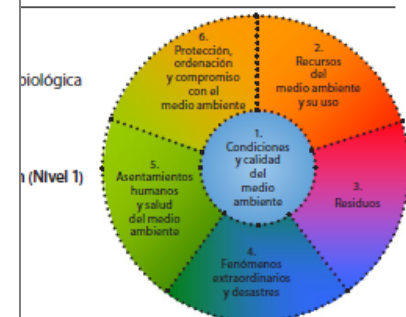 biológica
n (Nivel 1)
1.
Condiciones
y calidad
del
medio
ambiente
2.
Recursos
del
medio ambiente
y su uso
3.
Residuos
4.
Fenómenos
extraordinarios
y desastres
5.
Asentamientos
humanos
y salud
del medio
ambiente
6.
Protección,
ordenación
y compromiso
con el
medio ambiente